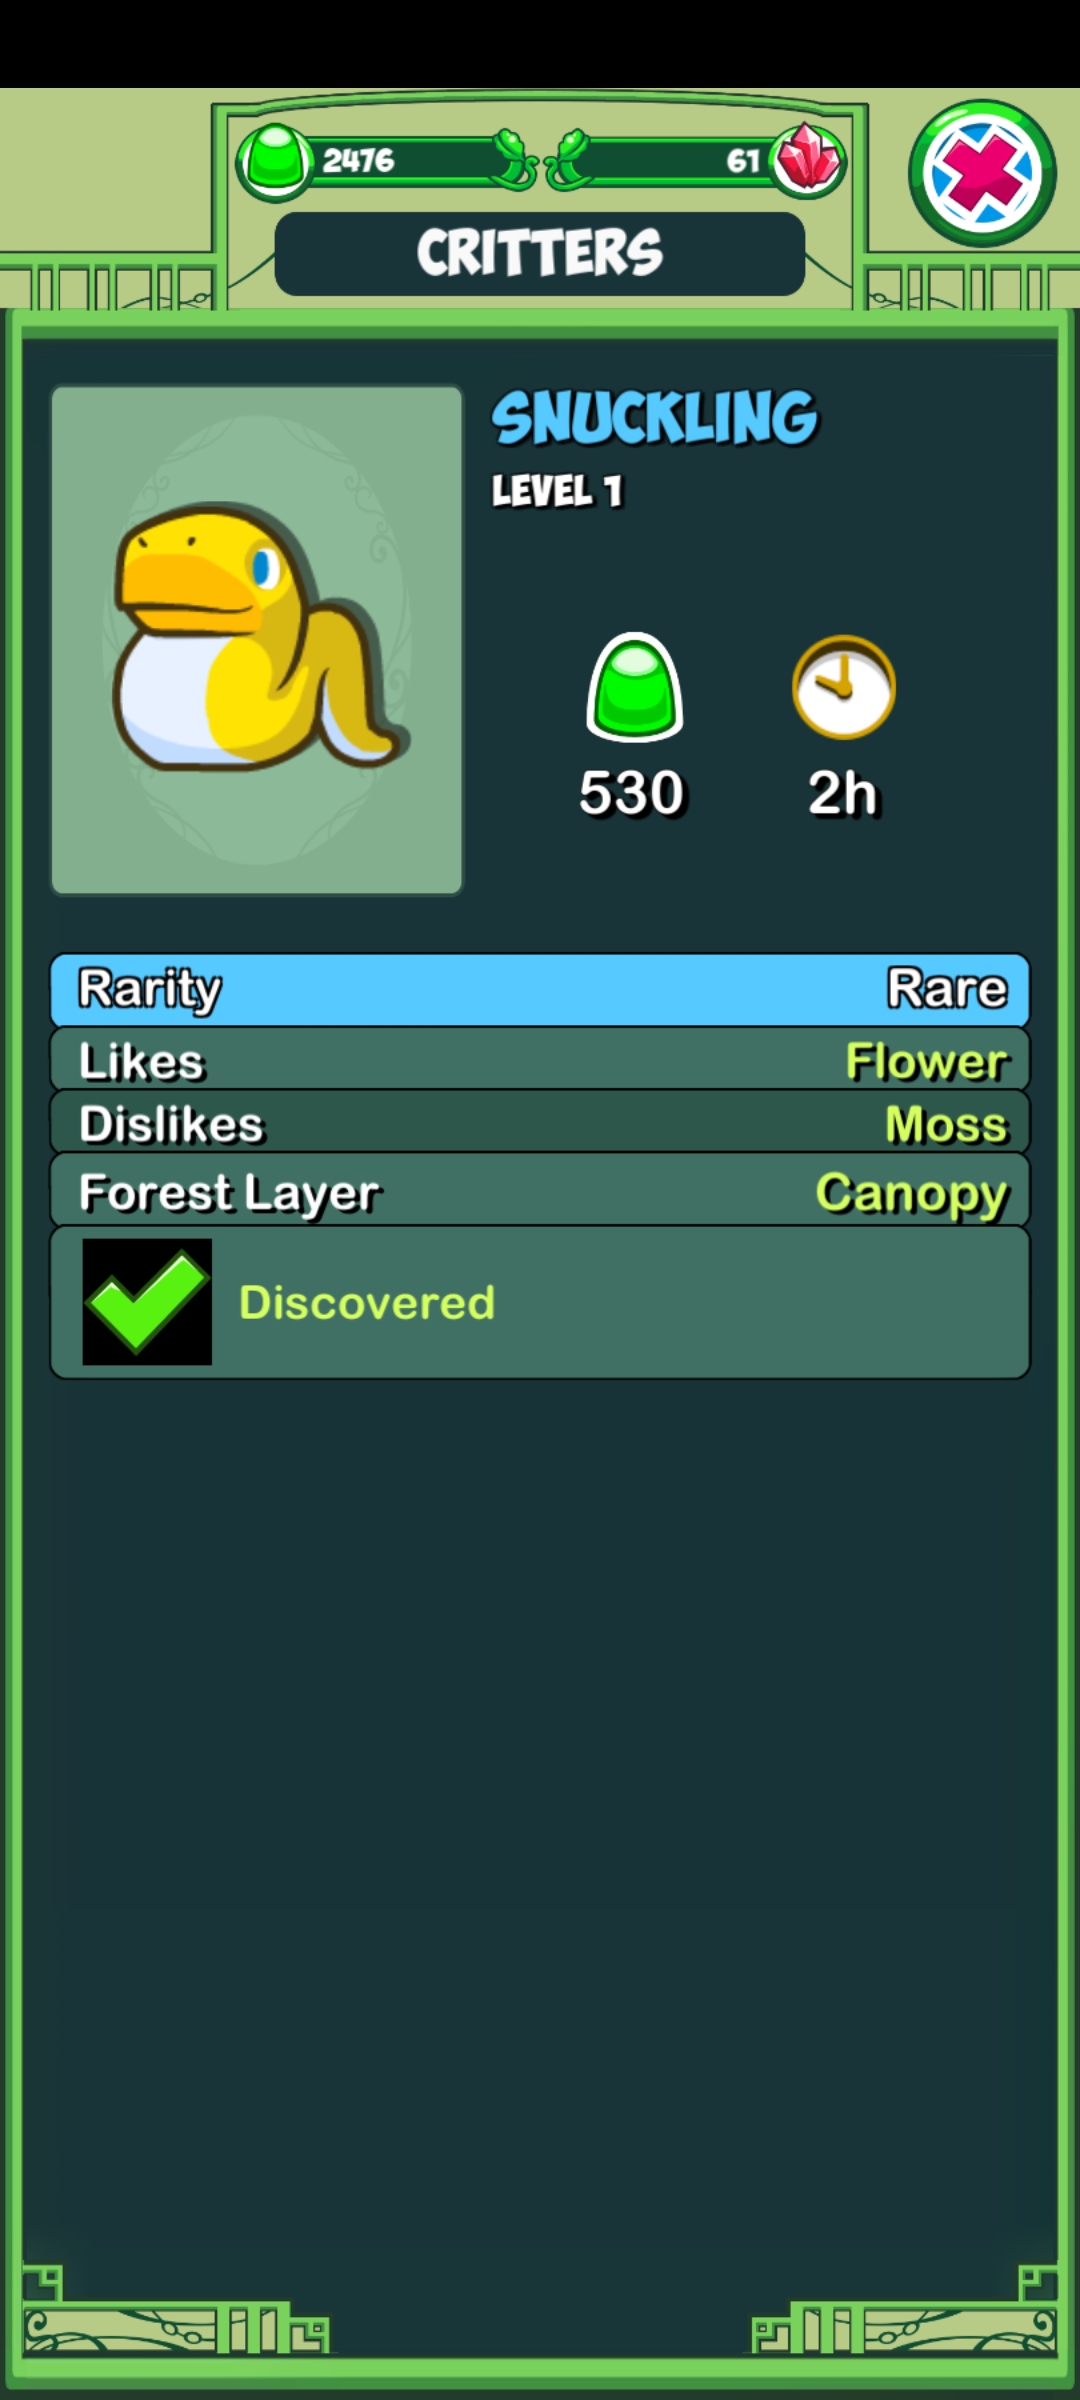 2476
61
CRITTERS
SNUCKLING
LEVEL 1
530
2h
Rarity Rare
Likes Flower
Dislikes Moss
Forest Layer Canopy
Discovered